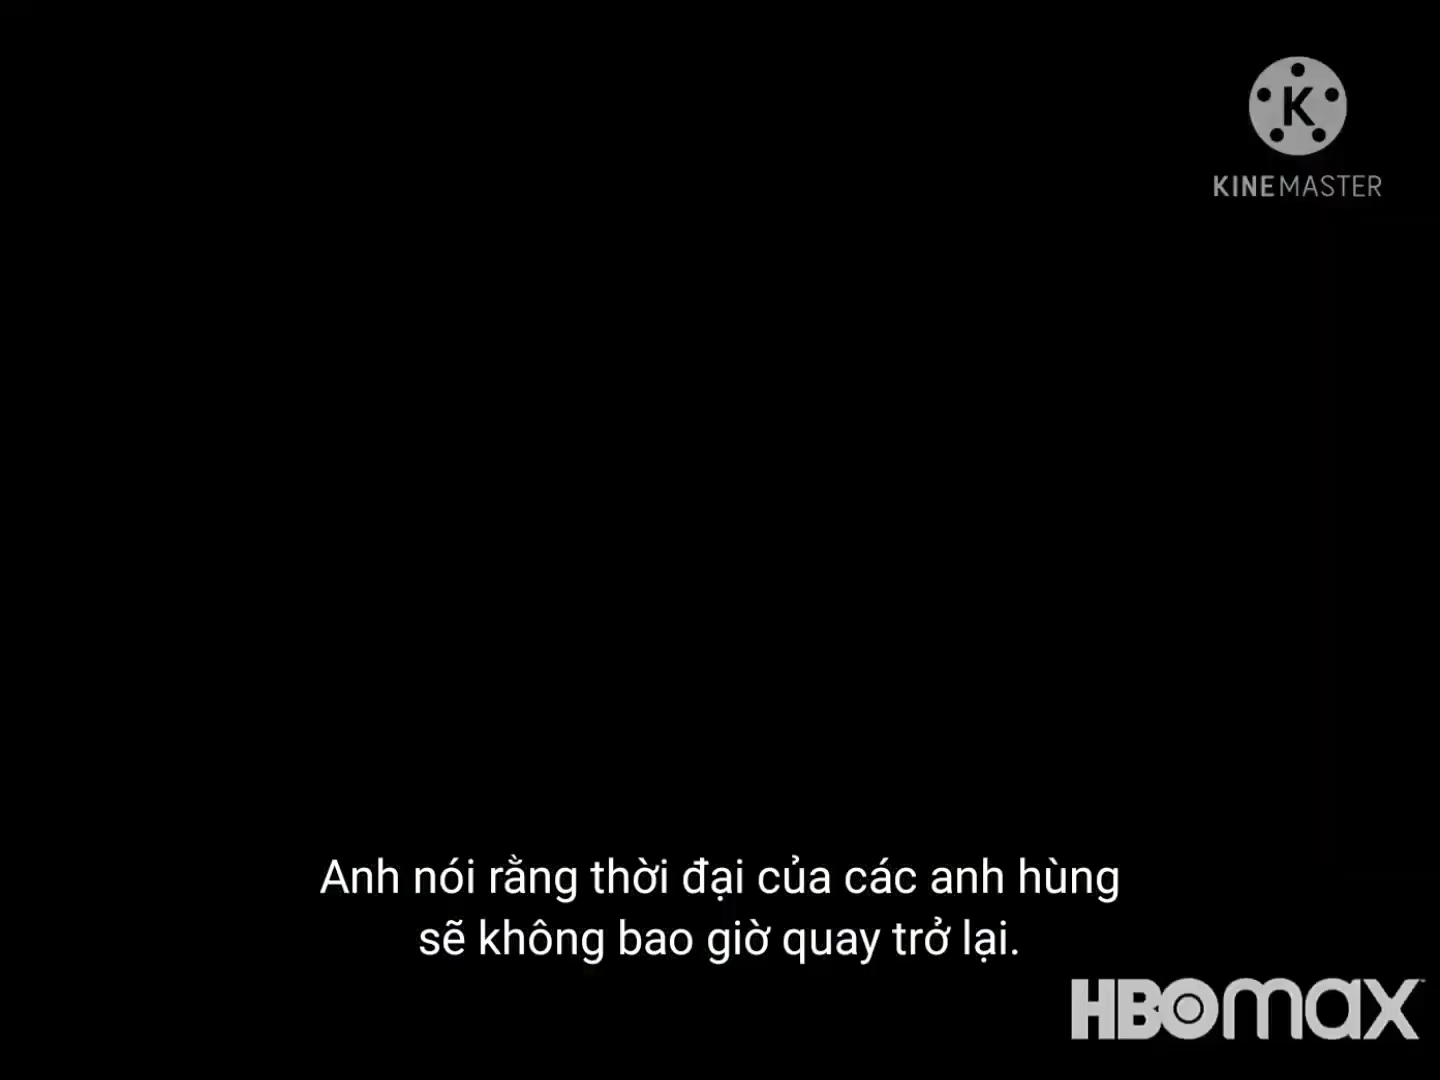 K
KINEMASTER
Anh nói rằng thời đại của các anh hùng
sẽ không bao giờ quay trở lại.
HBOmax